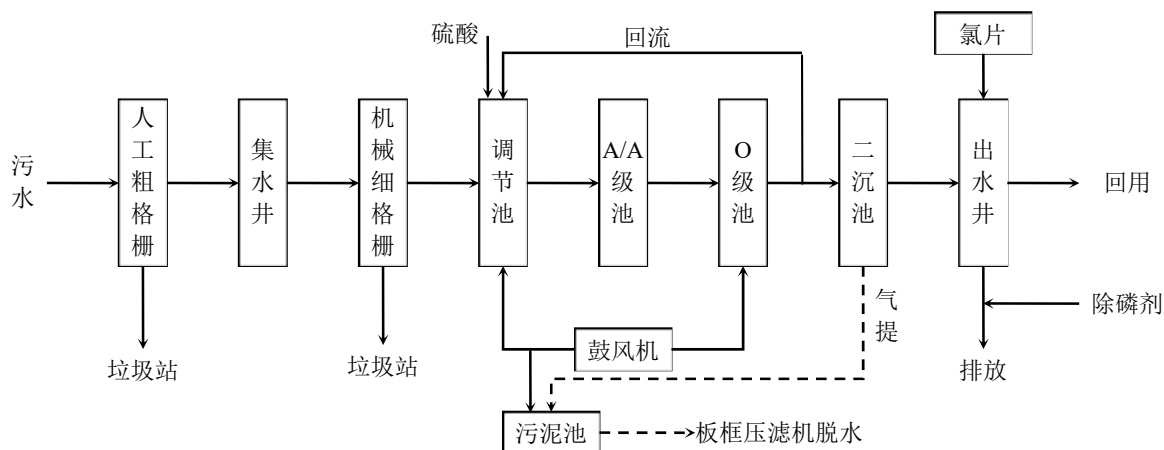 硫酸
回流
氯片
污水
人工粗格栅
集水井
机械细格栅
调节池
A/A级池
O级池
二沉池
出水井
回用
气提
除磷剂
垃圾站
垃圾站
鼓风机
排放
污泥池
板框压滤机脱水